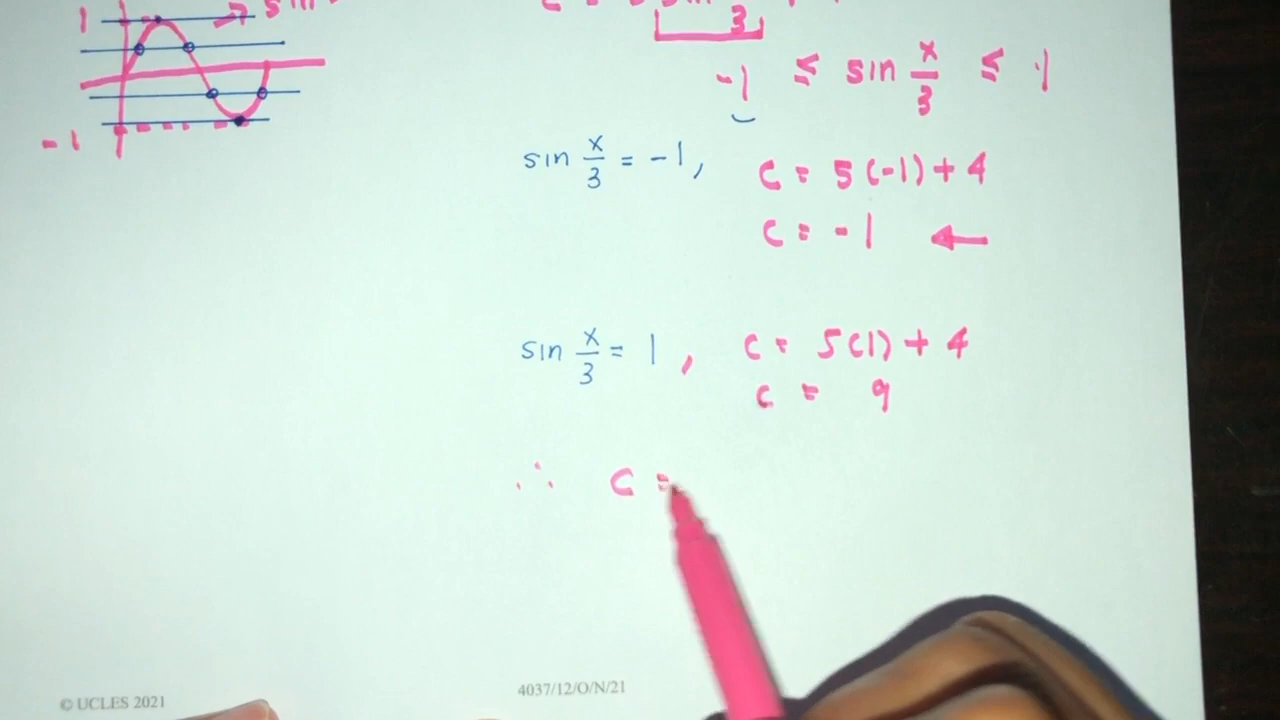 1
-1
3
-1 ≤ sin x/3 ≤ 1
sin x/3 = -1, c = 5(-1) + 4
c = -1
sin x/3 = 1, c = 5(1) + 4
c = 9
∴ c =
© UCLES 2021
4037/12/O/N/21